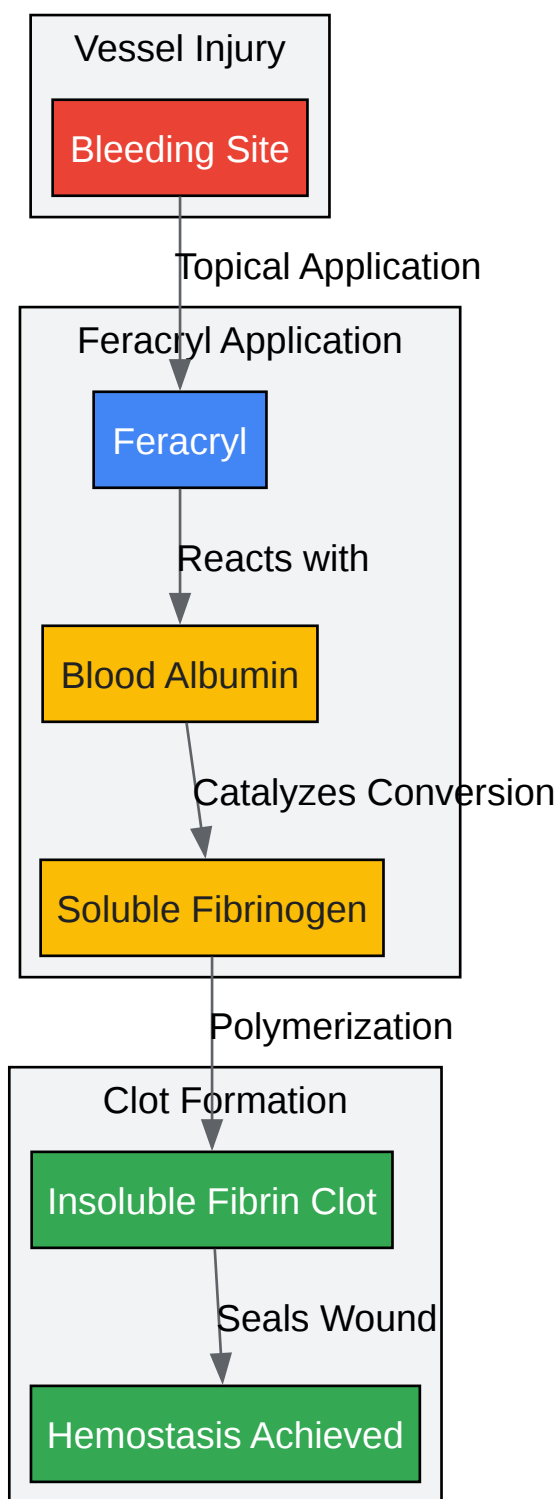 Vessel Injury
Bleeding Site
Topical Application
Feracryl Application
Feracryl
Reacts with
Blood Albumin
Catalyzes Conversion
Soluble Fibrinogen
Polymerization
Clot Formation
Insoluble Fibrin Clot
Seals Wound
Hemostasis Achieved